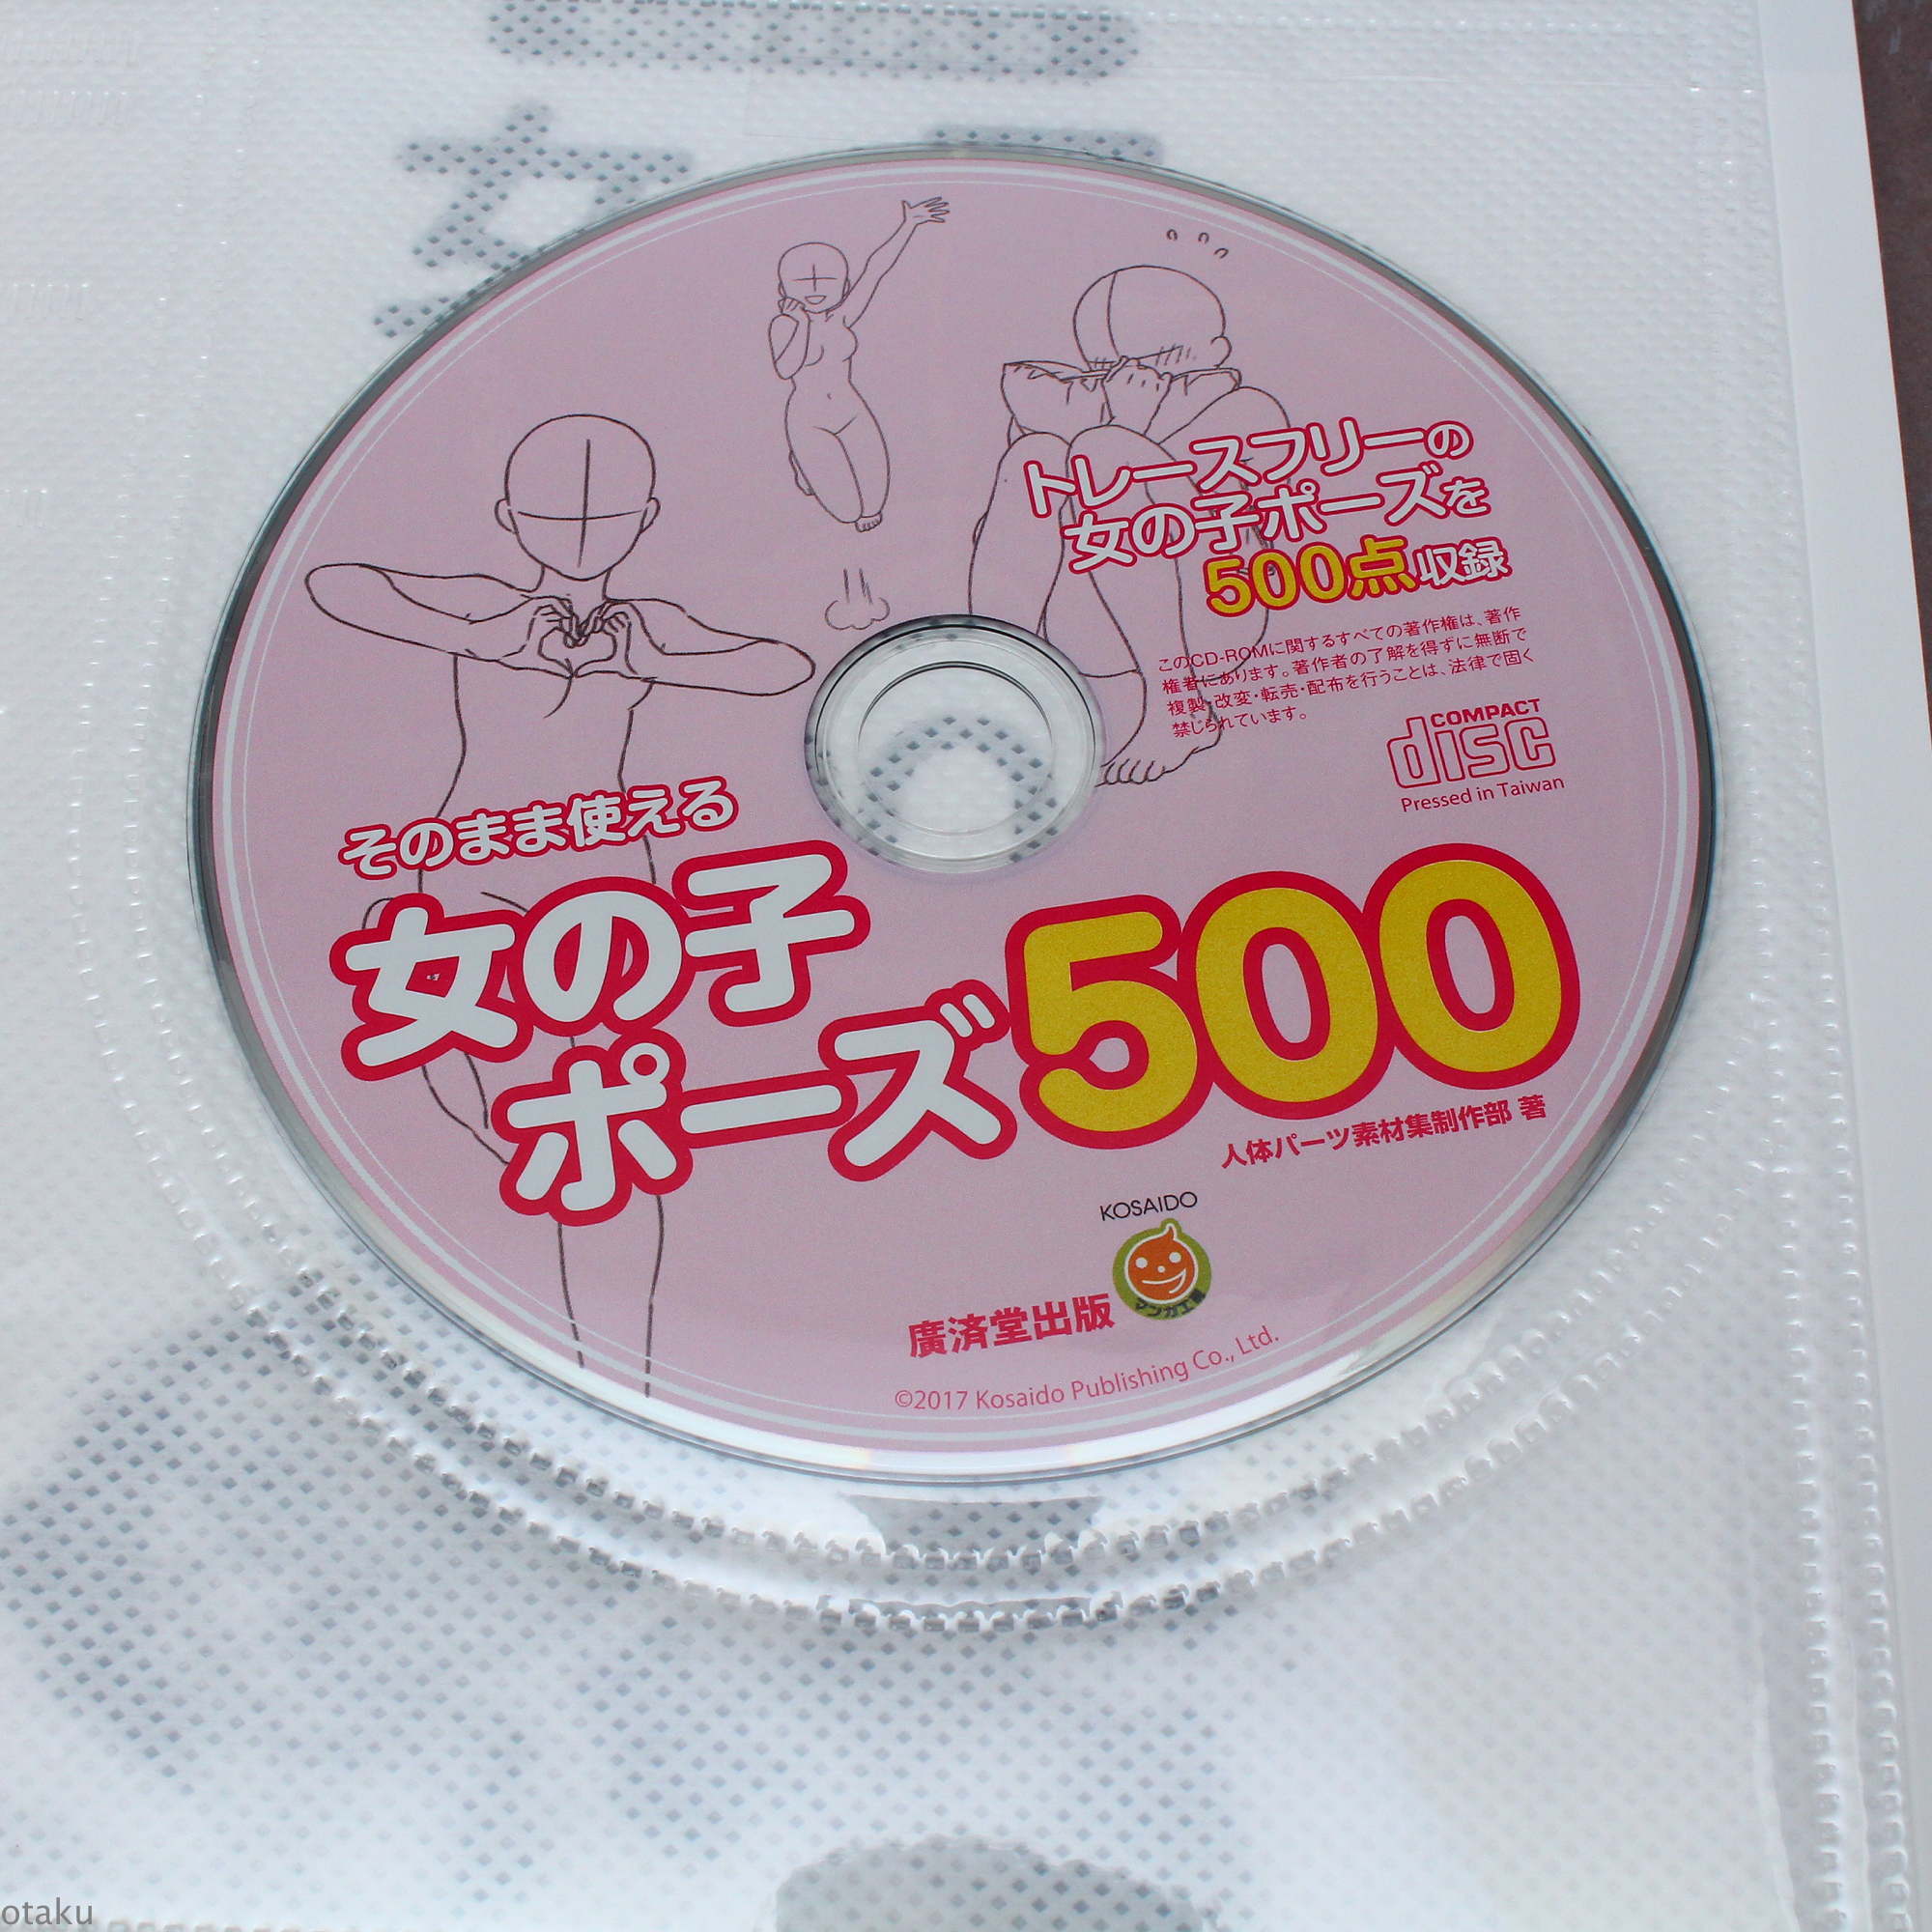 トレースフリーの
女の子ポーズを
500点収録
このCD-ROMに関するすべての著作権は、著作
権者にあります。著作者の了解を得ずに無断で
複製・改変・転売・配布を行うことは、法律で固く
禁じられています。
COMPACT
disc
Pressed in Taiwan
そのまま使える
女の子
ポーズ500
人体パーツ素材集制作部 著
KOSAIDO
マンガ工房
廣済堂出版
©2017 Kosaido Publishing Co., Ltd.
otaku